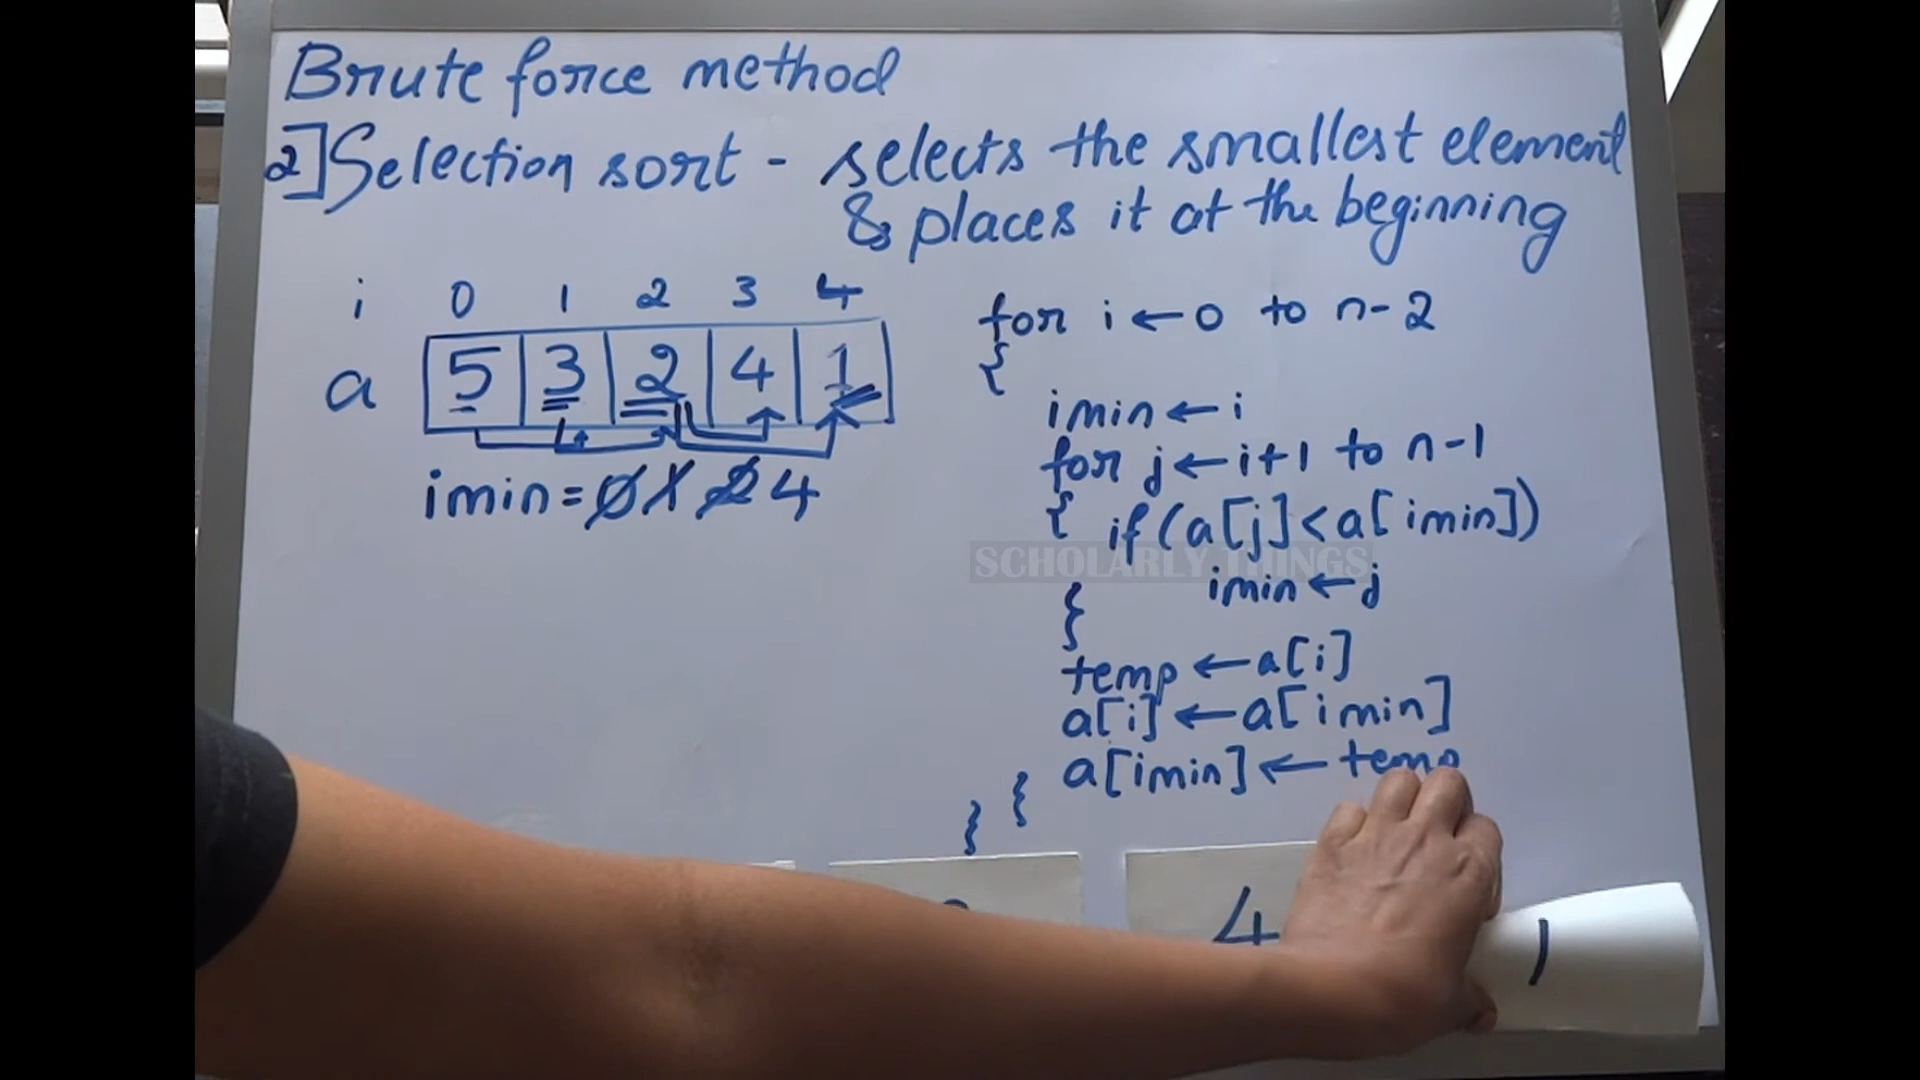 Brute force method
2] Selection sort - selects the smallest element
& places it at the beginning
i 0 1 2 3 4
a 5 3 2 4 1
imin = 0 1 2 4
for i ← 0 to n-2
{
imin ← i
for j ← i+1 to n-1
{ if (a[j] < a[imin])
imin ← j
}
temp ← a[i]
a[i] ← a[imin]
a[imin] ← temp
} {
SCHOLARLY THINGS
4 1